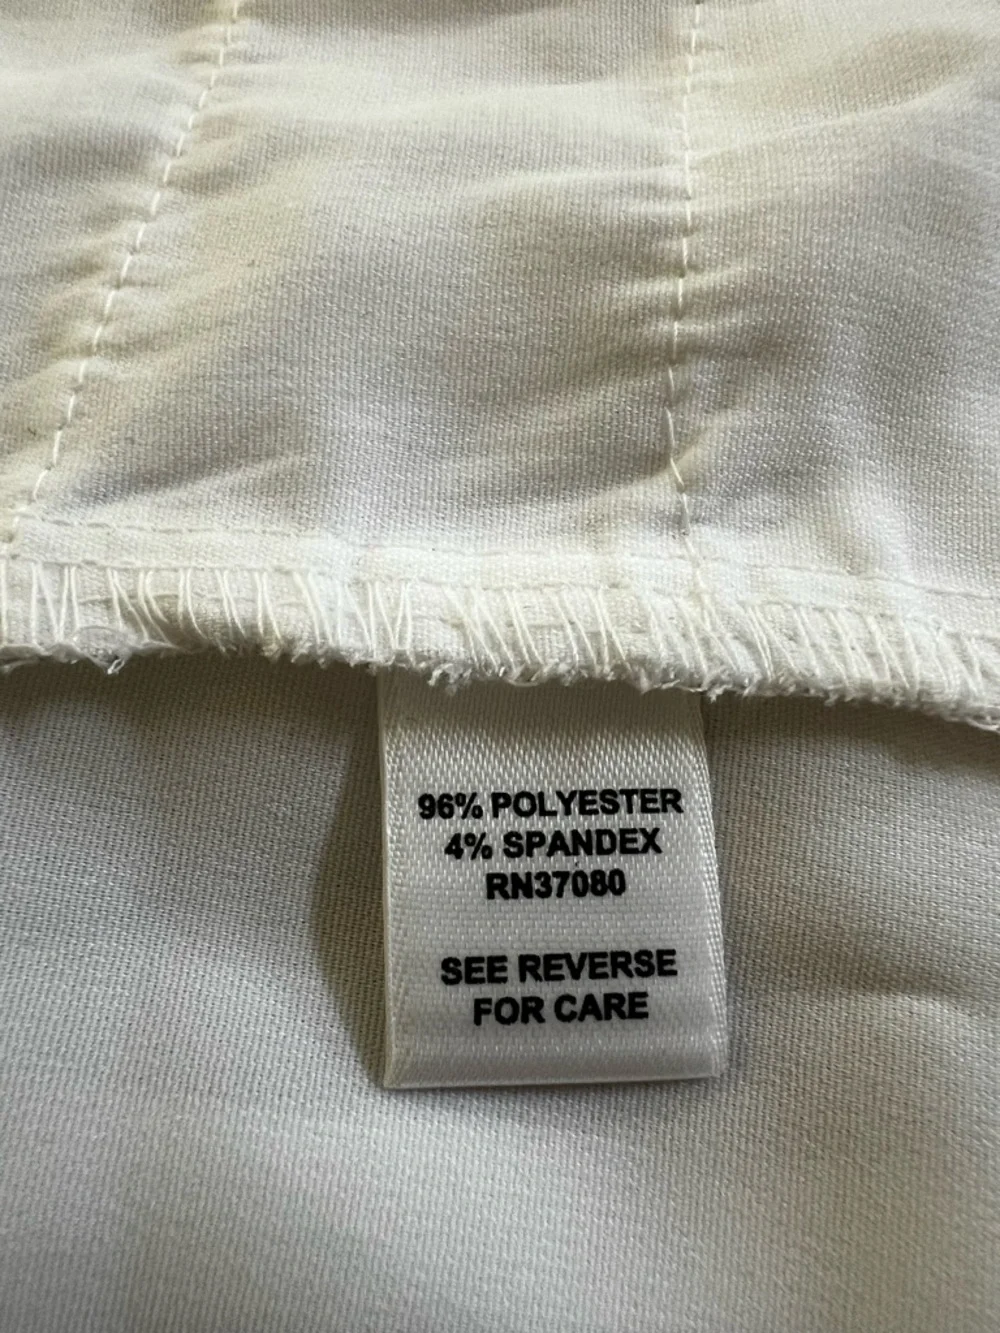 96% POLYESTER
4% SPANDEX
RN37080
SEE REVERSE
FOR CARE